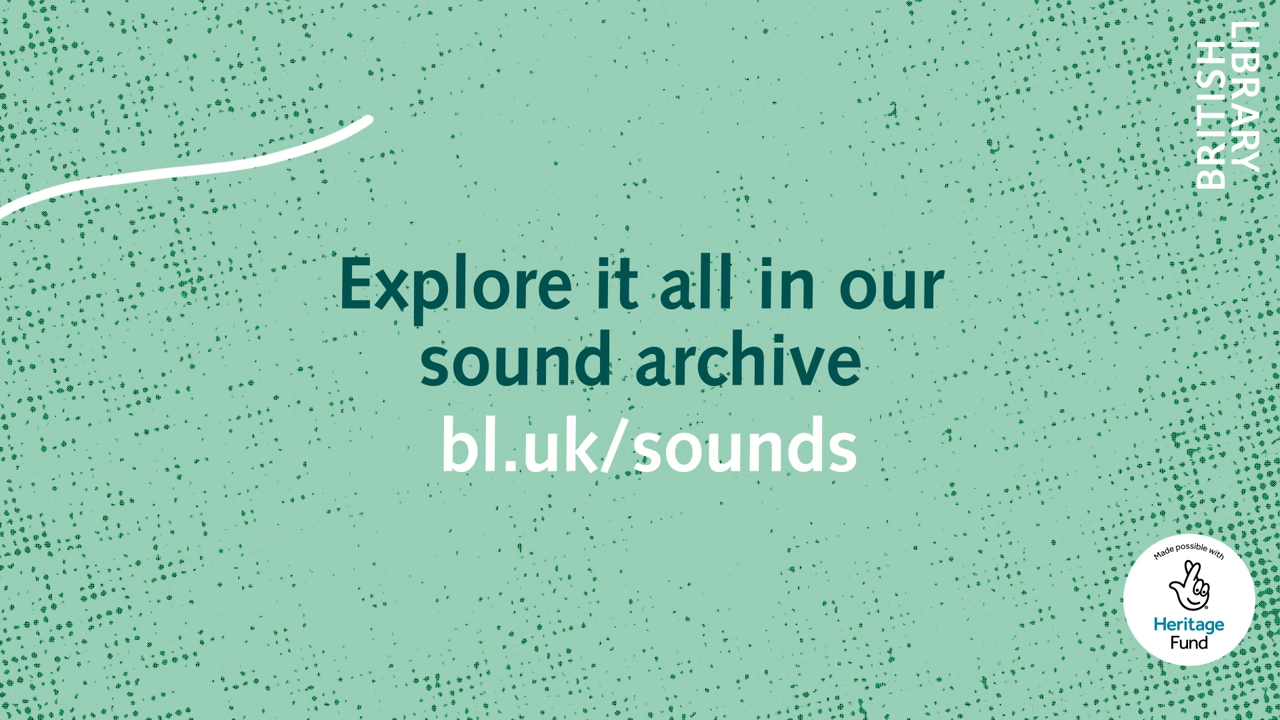 LIBRARY
BRITISH
Explore it all in our
sound archive
bl.uk/sounds
Made possible with
Heritage
Fund